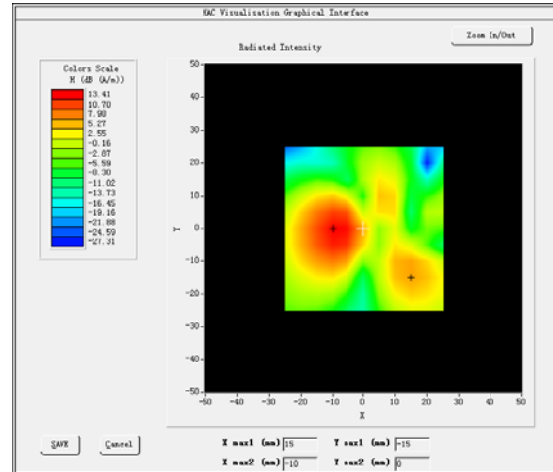 HAC Visualisation Graphical Interface
Zoom In/Out
Radiated Intensity
Colors Scale
H (dB (A/m))
13.41
10.70
7.98
5.27
2.55
-0.16
-2.87
-5.59
-8.30
-11.02
-13.73
-16.45
-19.16
-21.88
-24.59
-27.31
50
40
30
20
10
0
-10
-20
-30
-40
-50
Y
-50 -40 -30 -20 -10 0 10 20 30 40 50
X
SAVE
Cancel
X max1 (mm) 15 Y max1 (mm) -15
X max2 (mm) -10 Y max2 (mm) 0